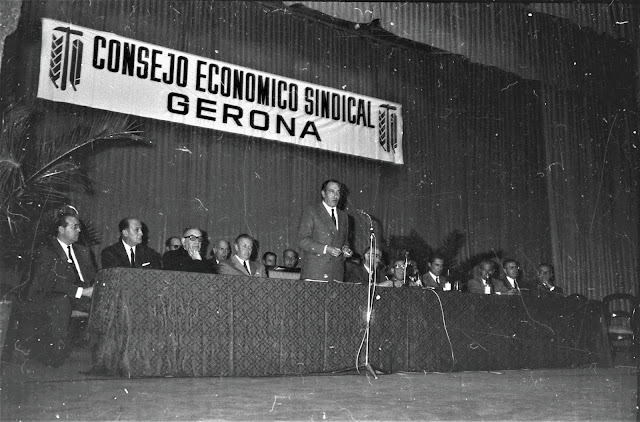 CONSEJO ECONOMICO SINDICAL
GERONA